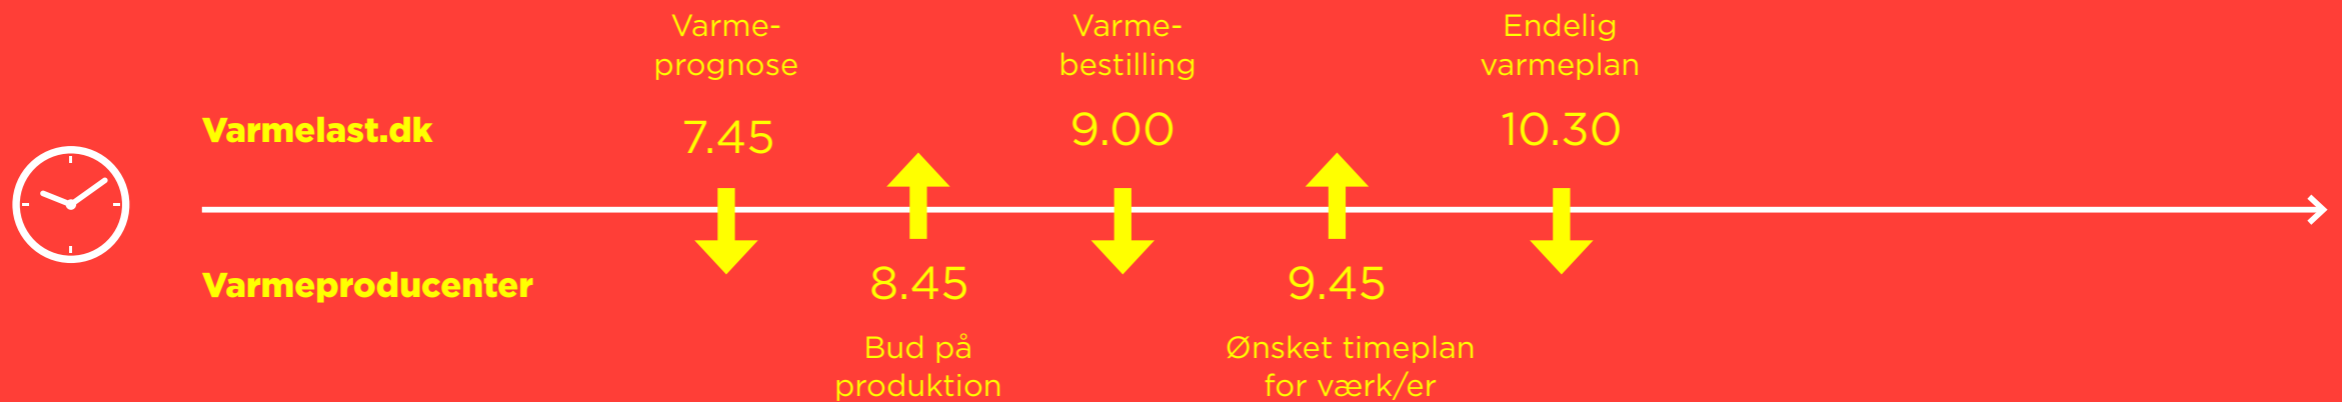 Varme-
prognose
Varme-
bestilling
Endelig
varmeplan
Varmelast.dk
7.45
9.00
10.30
Varmeproducenter
8.45
9.45
Bud på
produktion
Ønsket timeplan
for værk/er